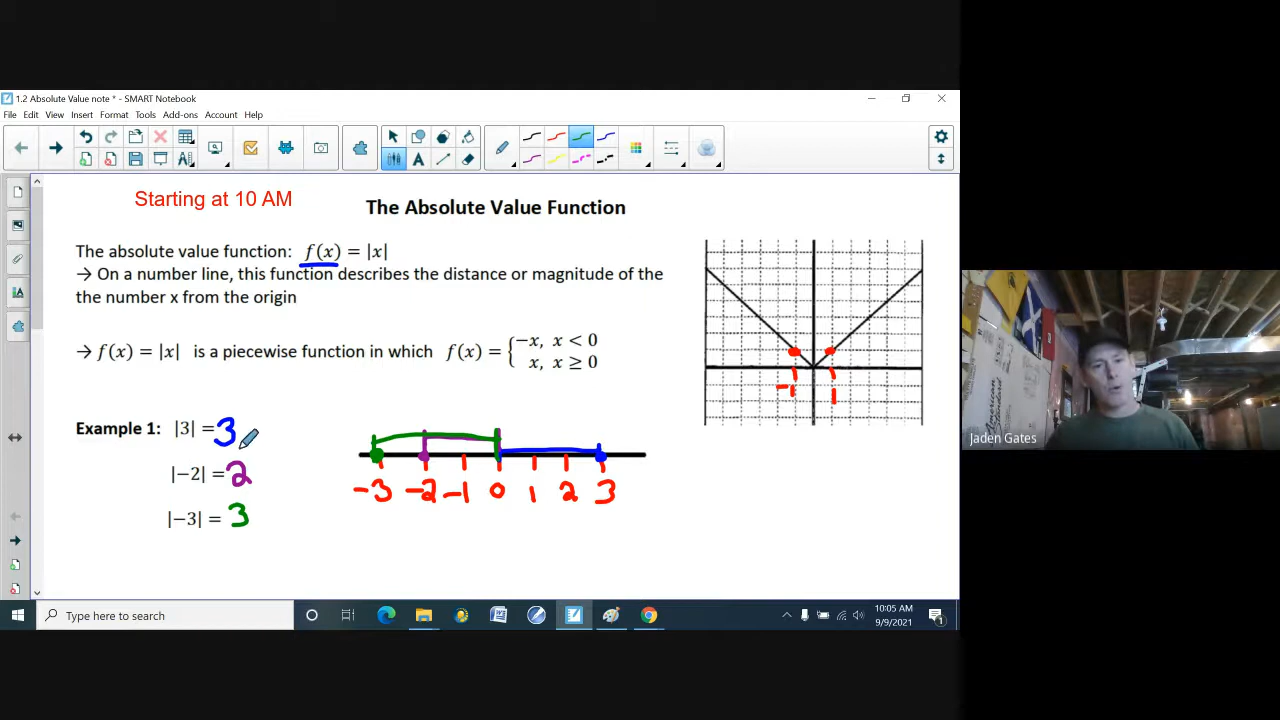 1.2 Absolute Value note * - SMART Notebook
File Edit View Insert Format Tools Add-ons Account Help
Starting at 10 AM
The Absolute Value Function
The absolute value function: f(x) = |x|
→ On a number line, this function describes the distance or magnitude of the
the number x from the origin
→ f(x) = |x| is a piecewise function in which f(x) = { −x, x < 0
x, x ≥ 0
-1 1
Example 1: |3| = 3
|−2| = 2
|−3| = 3
-3 -2 -1 0 1 2 3
Jaden Gates
Type here to search
10:05 AM
9/9/2021
1